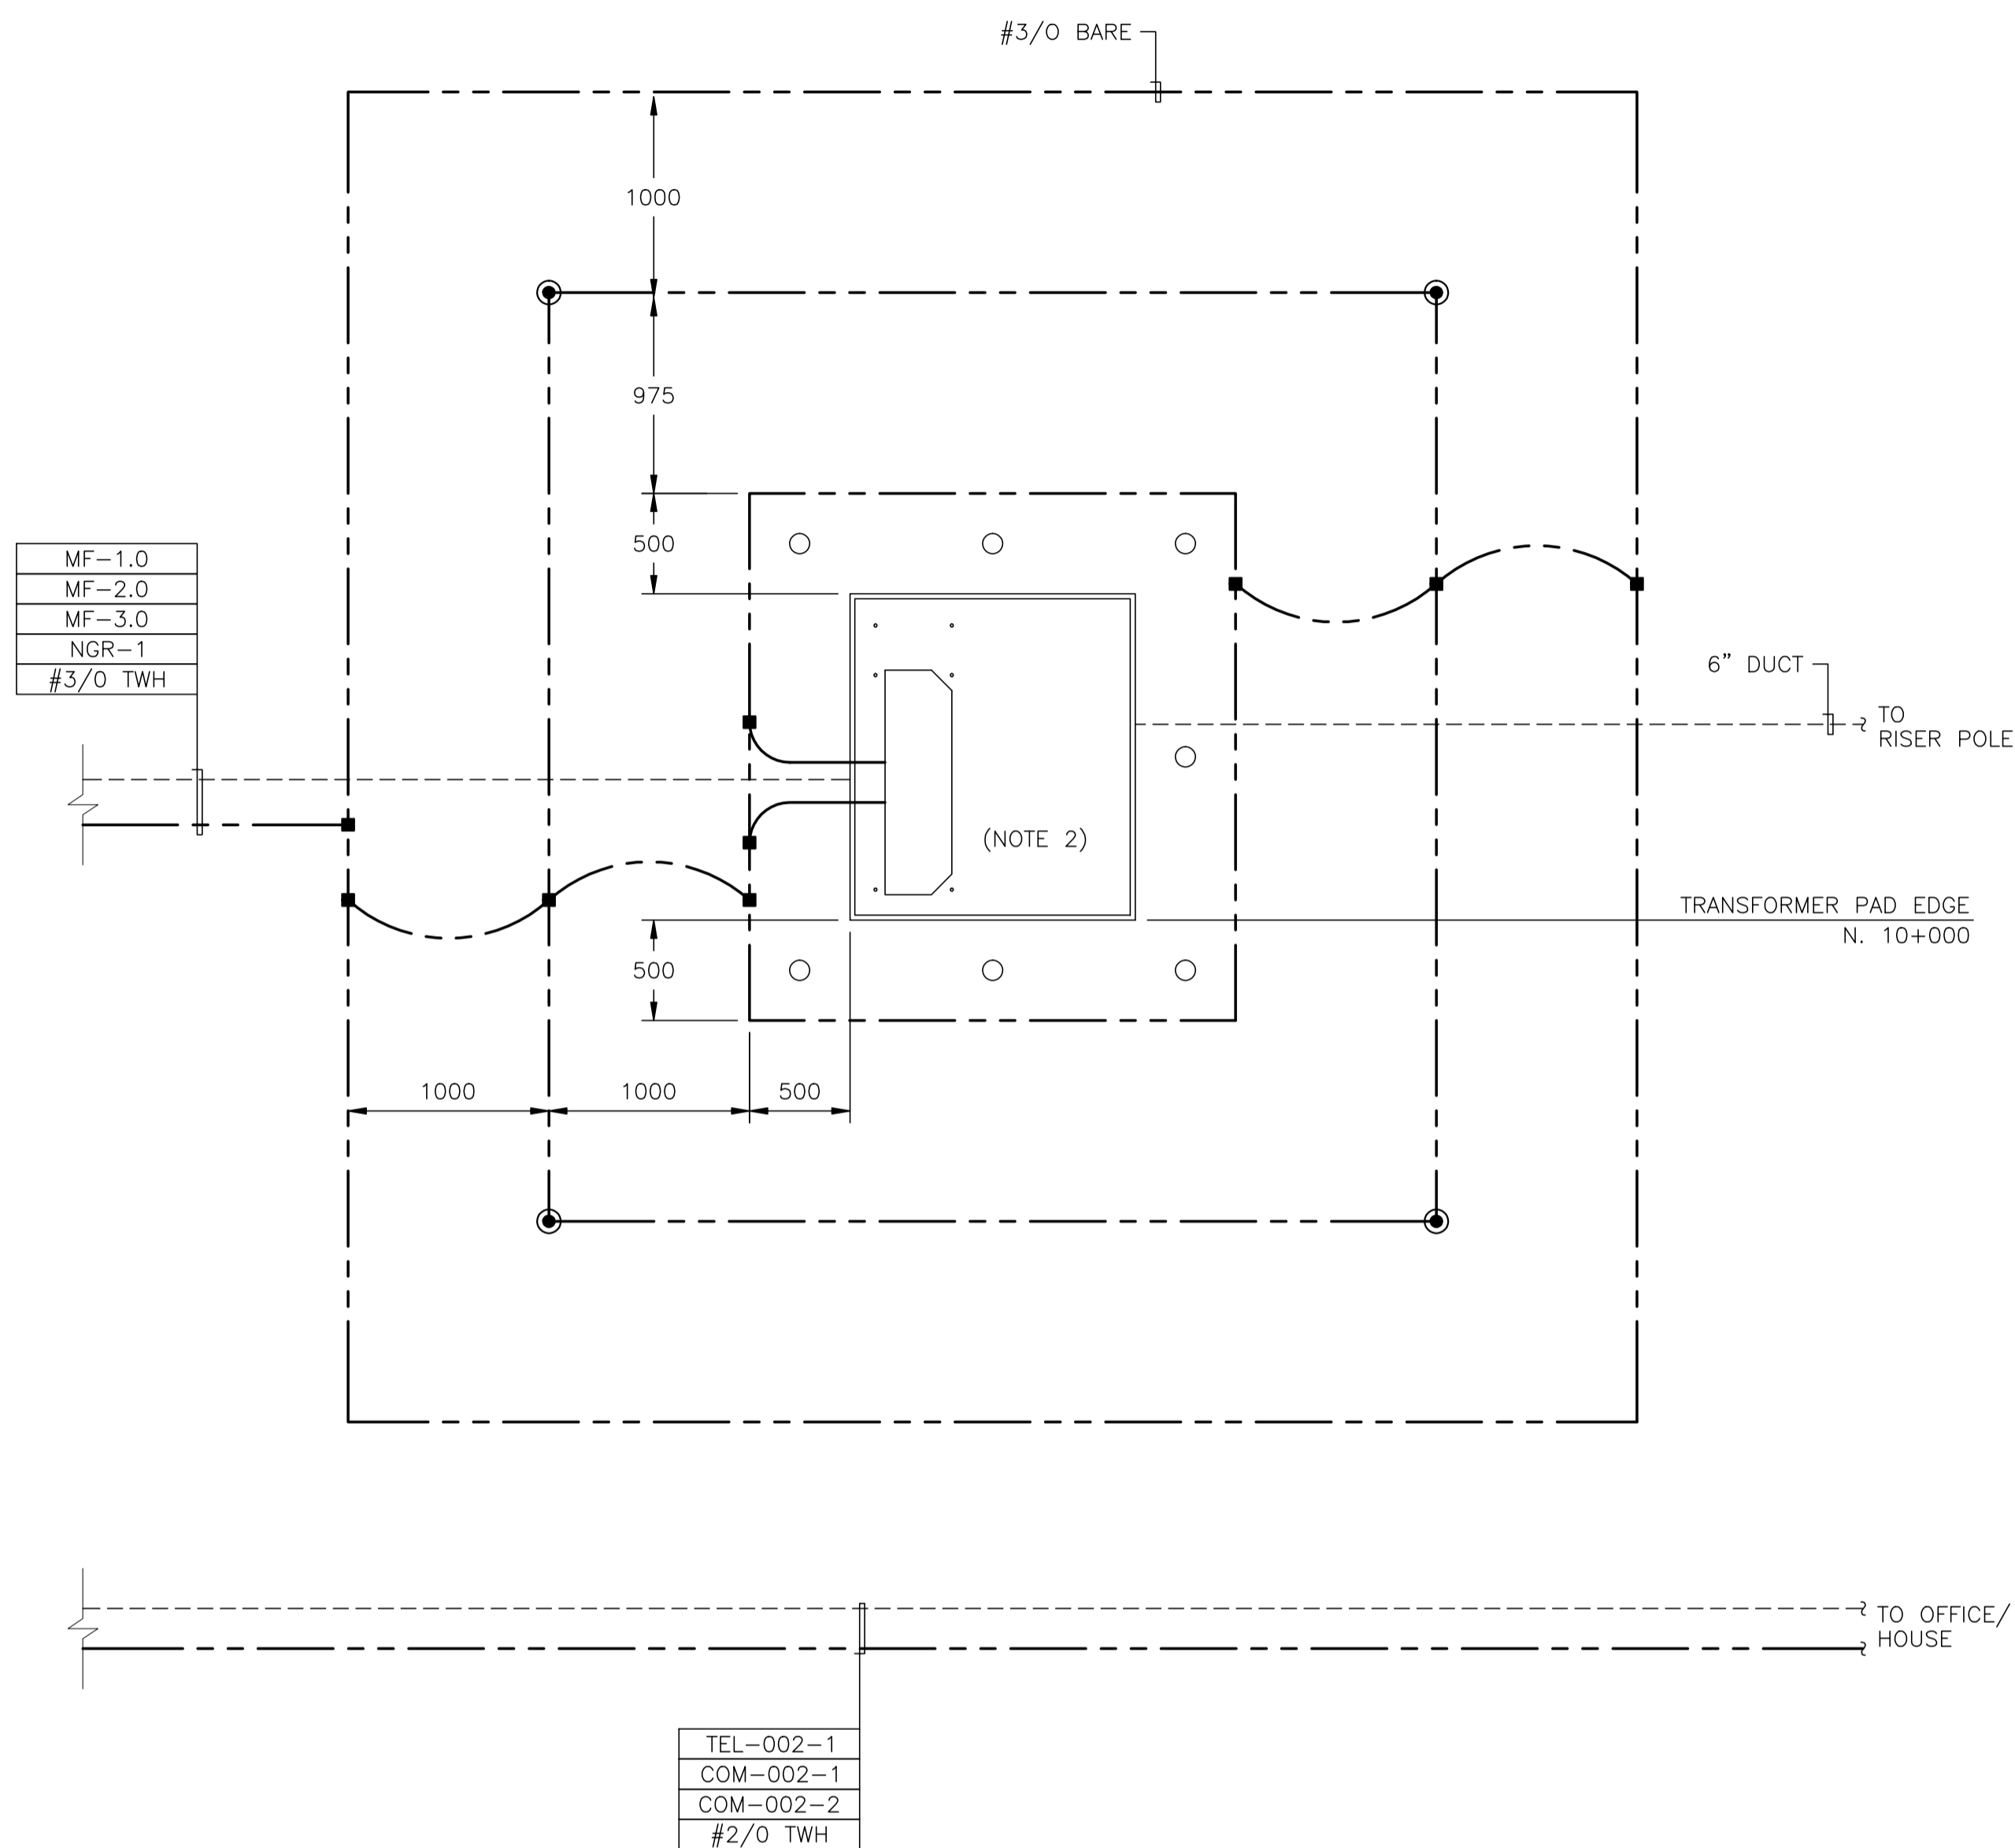 #3/0 BARE
1000
975
500
MF-1.0
MF-2.0
MF-3.0
NGR-1
#3/0 TWH
6" DUCT
TO
RISER POLE
(NOTE 2)
TRANSFORMER PAD EDGE
N. 10+000
500
1000
1000
500
TO OFFICE/
HOUSE
TEL-002-1
COM-002-1
COM-002-2
#2/0 TWH